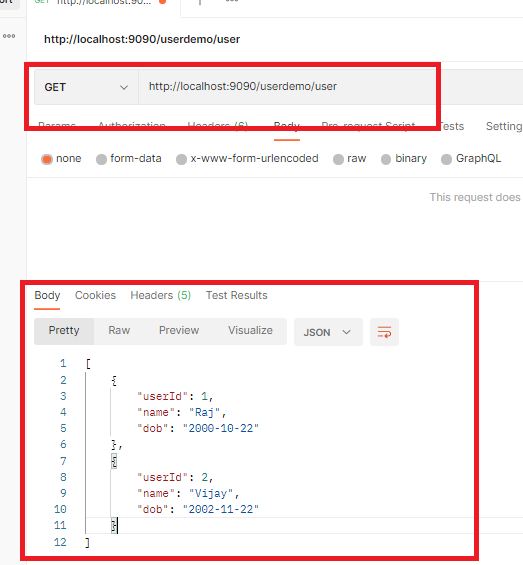 GET http://localhost:9090/userdemo/user
http://localhost:9090/userdemo/user
GET http://localhost:9090/userdemo/user
Params Authorization Headers (6) Body Pre-request Script Tests Setting
none form-data x-www-form-urlencoded raw binary GraphQL
This request does
Body Cookies Headers (5) Test Results
Pretty Raw Preview Visualize JSON
1 [
2 {
3 "userId": 1,
4 "name": "Raj",
5 "dob": "2000-10-22"
6 },
7 {
8 "userId": 2,
9 "name": "Vijay",
10 "dob": "2002-11-22"
11 }
12 ]